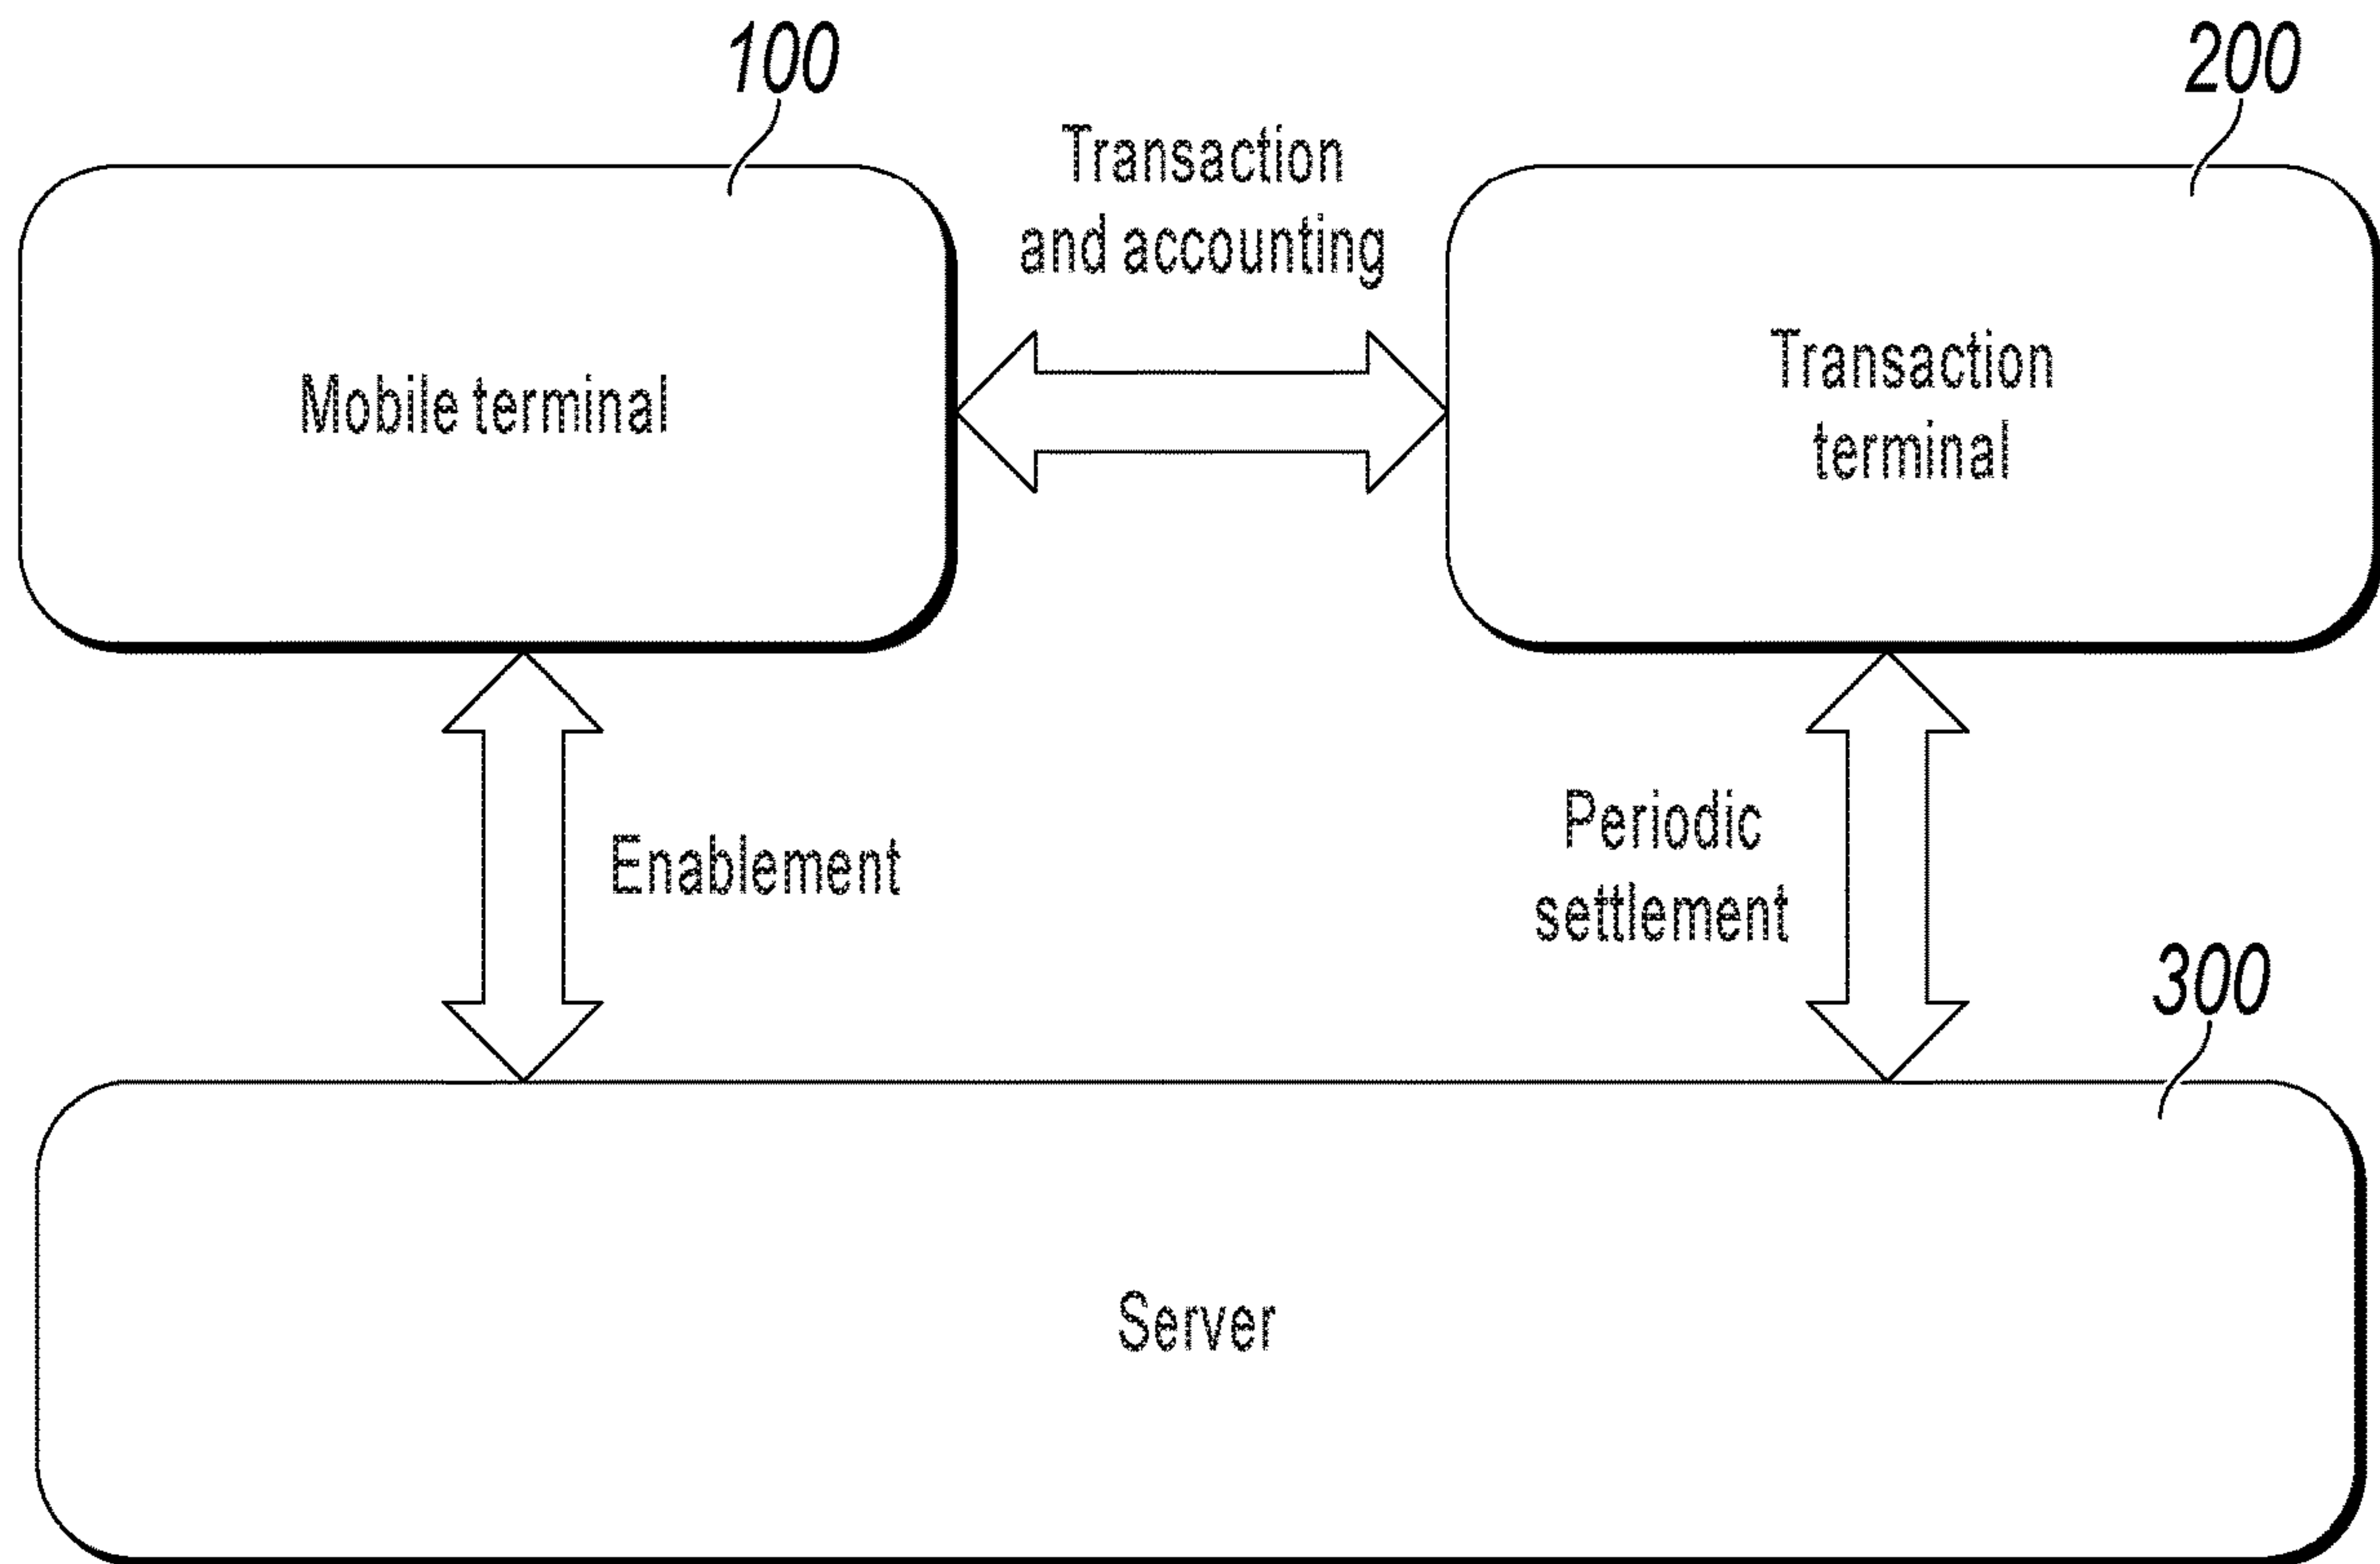 100
200
Transaction
and accounting
Mobile terminal
Transaction
terminal
Enablement
Periodic
settlement
300
Server